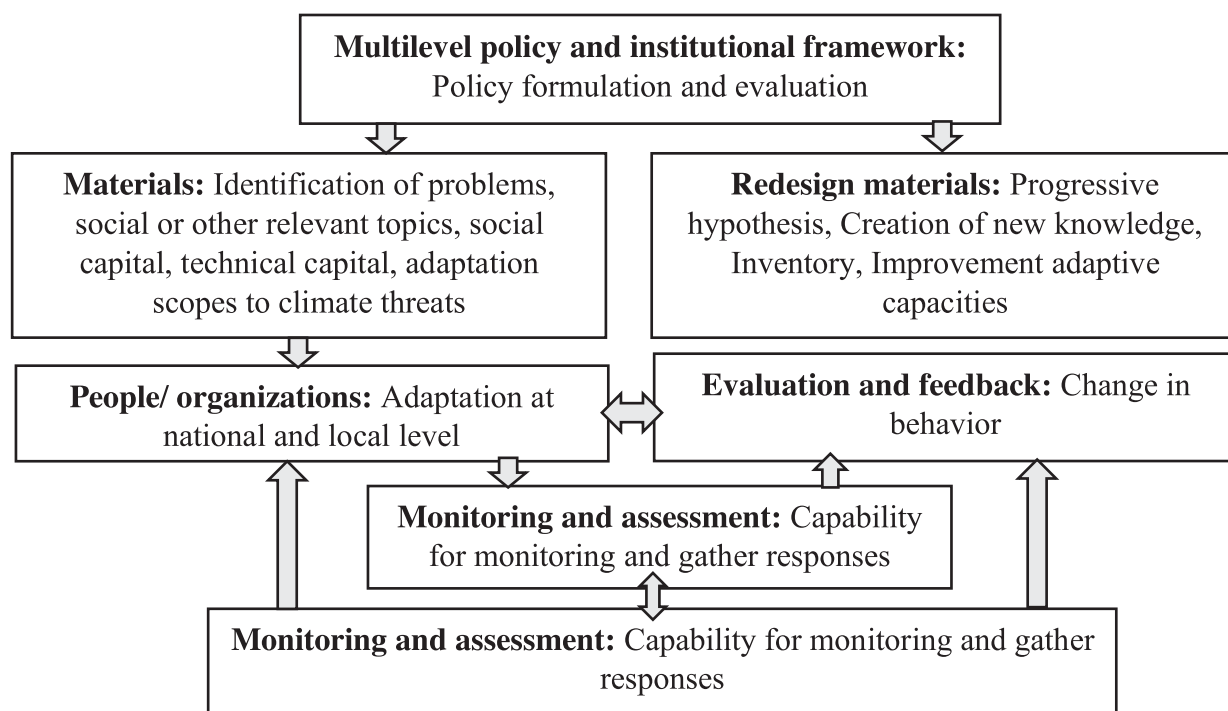 Multilevel policy and institutional framework:
Policy formulation and evaluation
Materials: Identification of problems,
social or other relevant topics, social
capital, technical capital, adaptation
scopes to climate threats
Redesign materials: Progressive
hypothesis, Creation of new knowledge,
Inventory, Improvement adaptive
capacities
People/ organizations: Adaptation at
national and local level
Evaluation and feedback: Change in
behavior
Monitoring and assessment: Capability
for monitoring and gather responses
Monitoring and assessment: Capability for monitoring and gather
responses